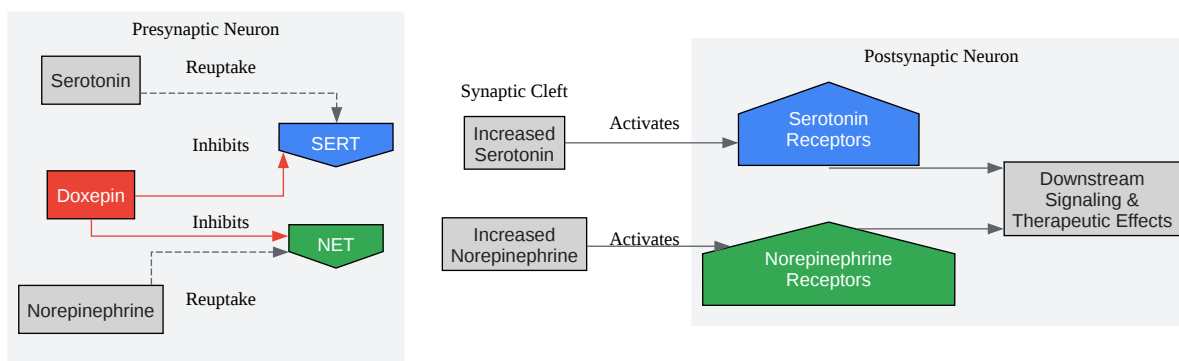 Presynaptic Neuron
Serotonin
Reuptake
SERT
Inhibits
Doxepin
Inhibits
NET
Norepinephrine
Reuptake
Synaptic Cleft
Increased
Serotonin
Activates
Increased
Norepinephrine
Activates
Postsynaptic Neuron
Serotonin
Receptors
Norepinephrine
Receptors
Downstream
Signaling &
Therapeutic Effects